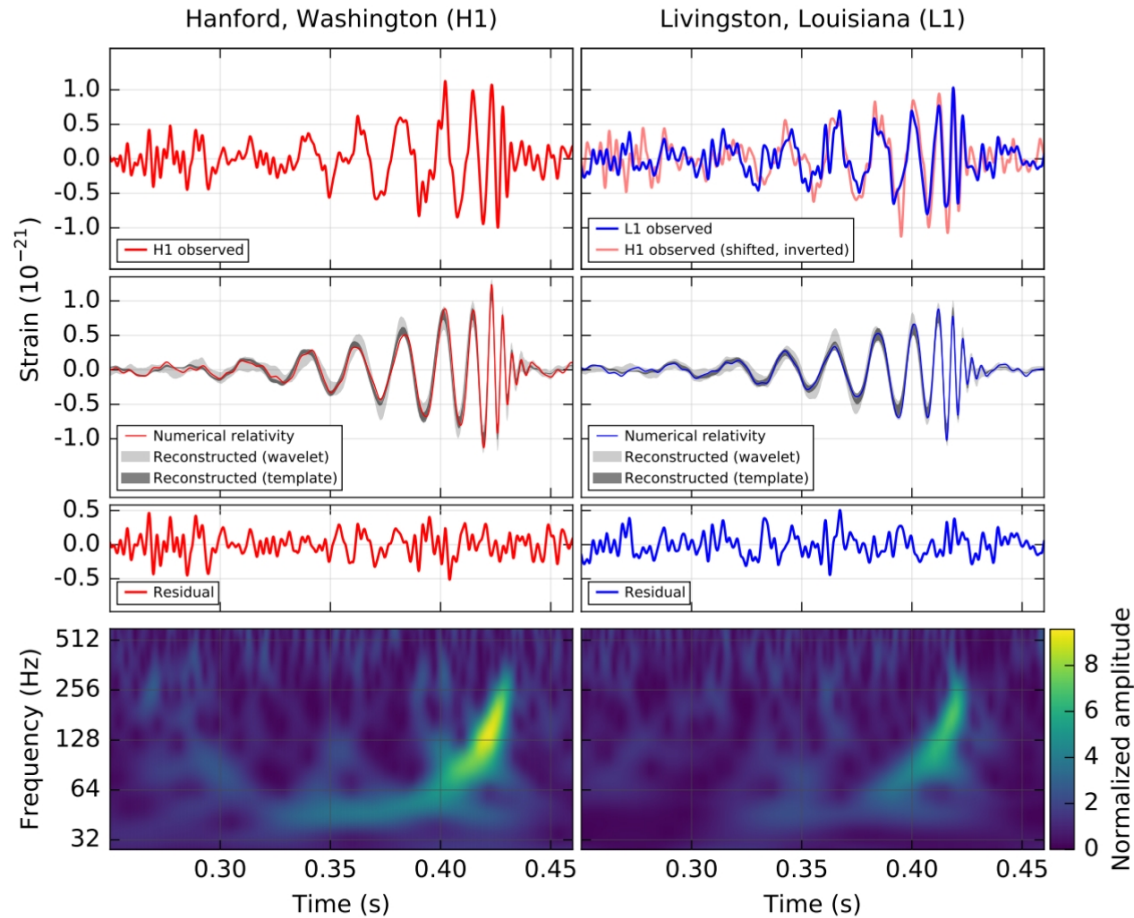 Hanford, Washington (H1)
Livingston, Louisiana (L1)
Strain (10⁻²¹)
1.0
0.5
0.0
-0.5
-1.0
H1 observed
L1 observed
H1 observed (shifted, inverted)
1.0
0.5
0.0
-0.5
-1.0
Numerical relativity
Reconstructed (wavelet)
Reconstructed (template)
Numerical relativity
Reconstructed (wavelet)
Reconstructed (template)
0.5
0.0
-0.5
Residual
Residual
Frequency (Hz)
512
256
128
64
32
Normalized amplitude
8
6
4
2
0
0.30 0.35 0.40 0.45
0.30 0.35 0.40 0.45
Time (s)
Time (s)